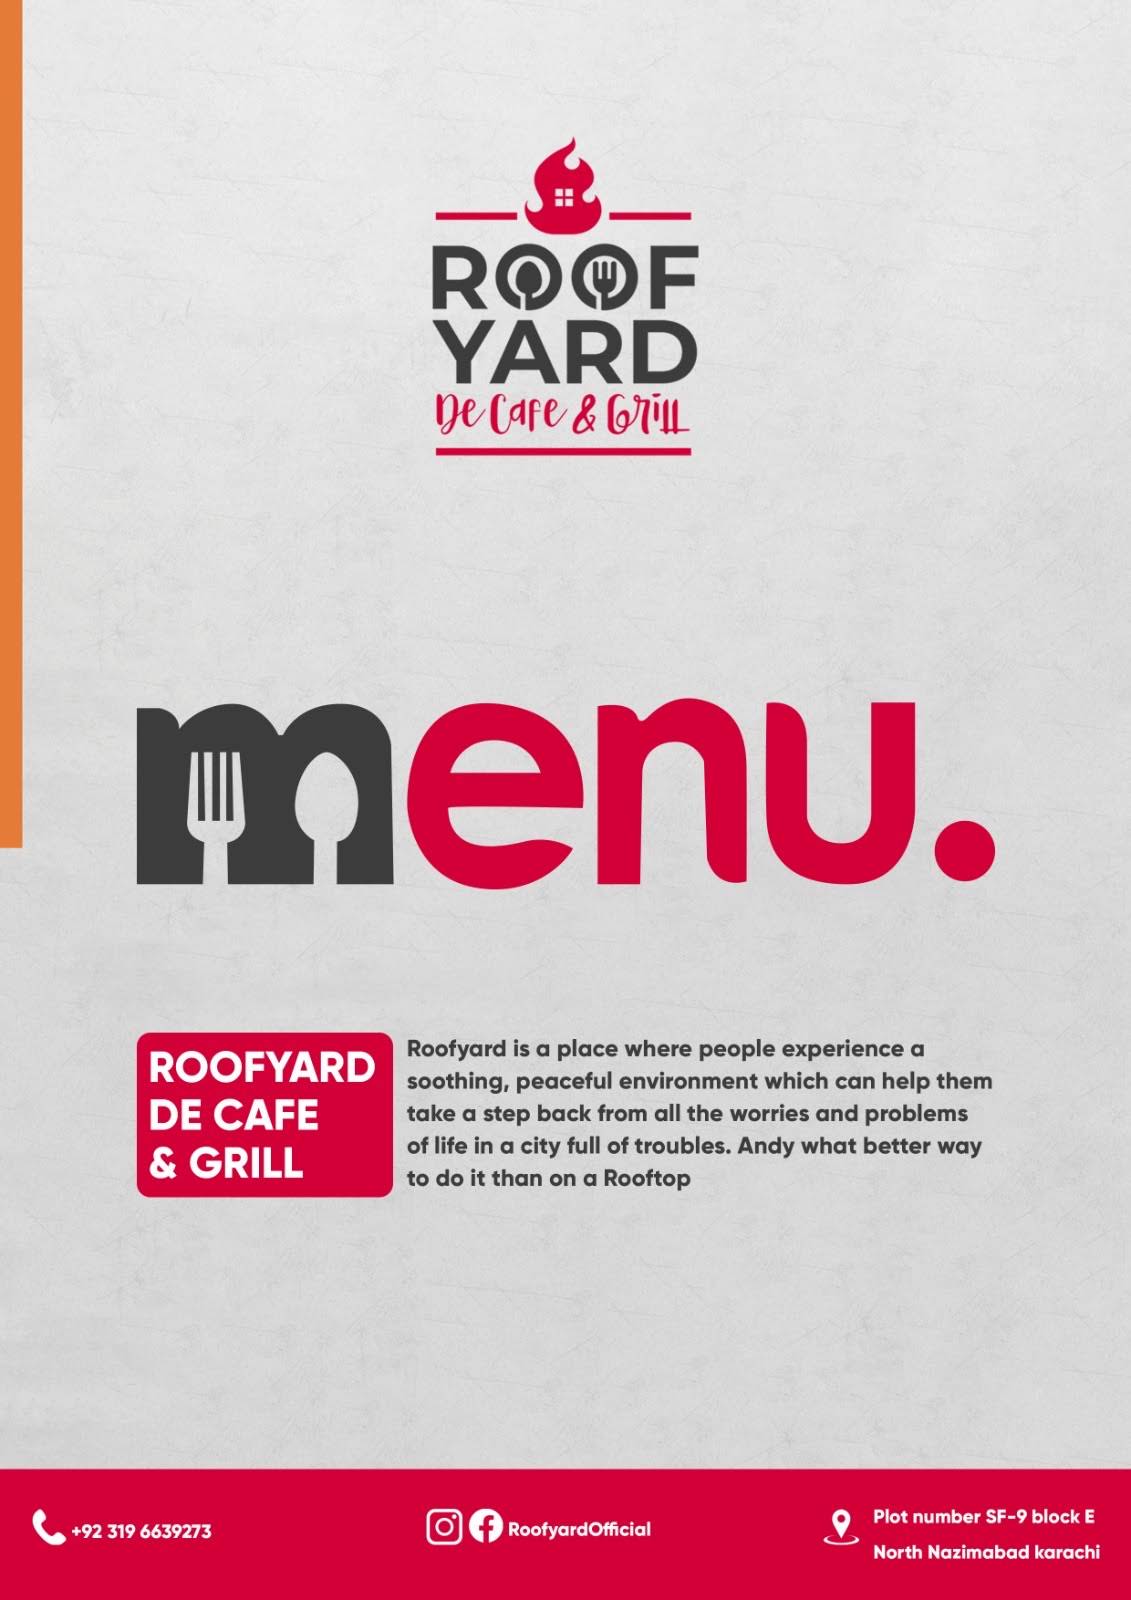 ROOF
YARD
De Cafe & Grill
menu.
ROOFYARD
DE CAFE
& GRILL
Roofyard is a place where people experience a
soothing, peaceful environment which can help them
take a step back from all the worries and problems
of life in a city full of troubles. Andy what better way
to do it than on a Rooftop
+92 319 6639273
RoofyardOfficial
Plot number SF-9 block E
North Nazimabad karachi